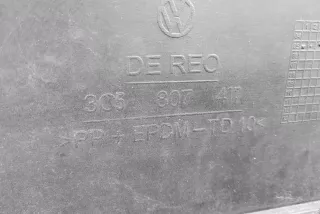 DE REO
3C5 807 417
>PP+EPDM-TD10<